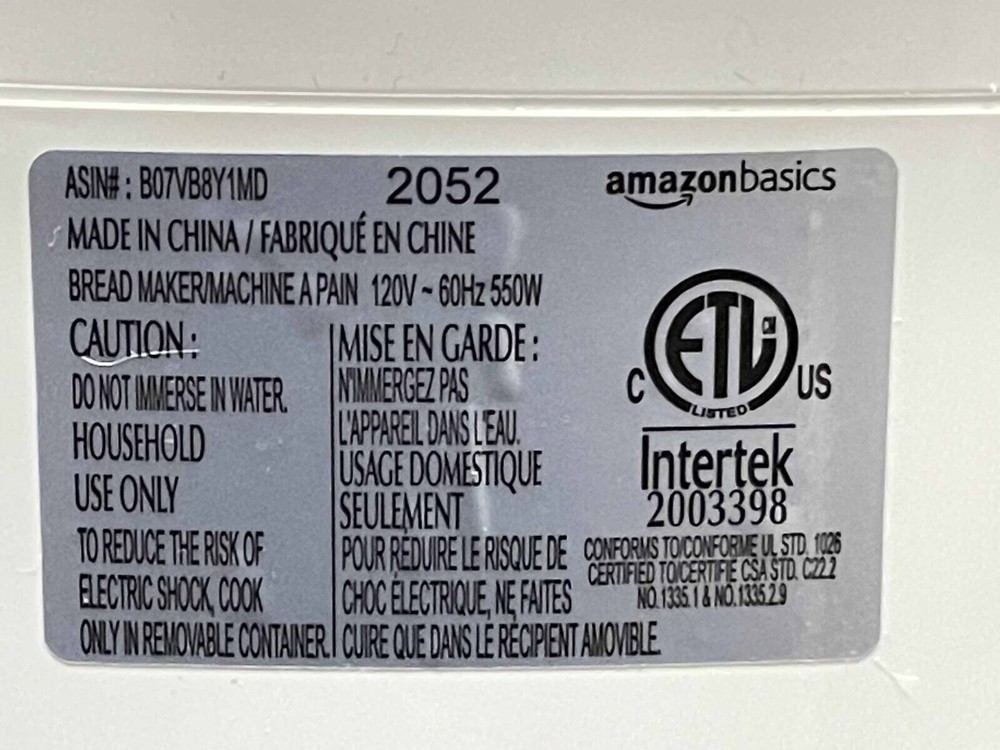 ASIN# : B07VB8Y1MD
2052
amazonbasics
MADE IN CHINA / FABRIQUÉ EN CHINE
BREAD MAKER/MACHINE A PAIN 120V ~ 60Hz 550W
CAUTION :
DO NOT IMMERSE IN WATER.
HOUSEHOLD
USE ONLY
TO REDUCE THE RISK OF
ELECTRIC SHOCK, COOK
ONLY IN REMOVABLE CONTAINER.
MISE EN GARDE :
N'IMMERGEZ PAS
L'APPAREIL DANS L'EAU.
USAGE DOMESTIQUE
SEULEMENT
POUR RÉDUIRE LE RISQUE DE
CHOC ÉLECTRIQUE, NE FAITES
CUIRE QUE DANS LE RÉCIPIENT AMOVIBLE.
ETL CM
C US
LISTED
Intertek
2003398
CONFORMS TO/CONFORME UL STD. 1026
CERTIFIED TO/CERTIFIE CSA STD. C22.2
NO.1335.1 & NO.1335.2.9